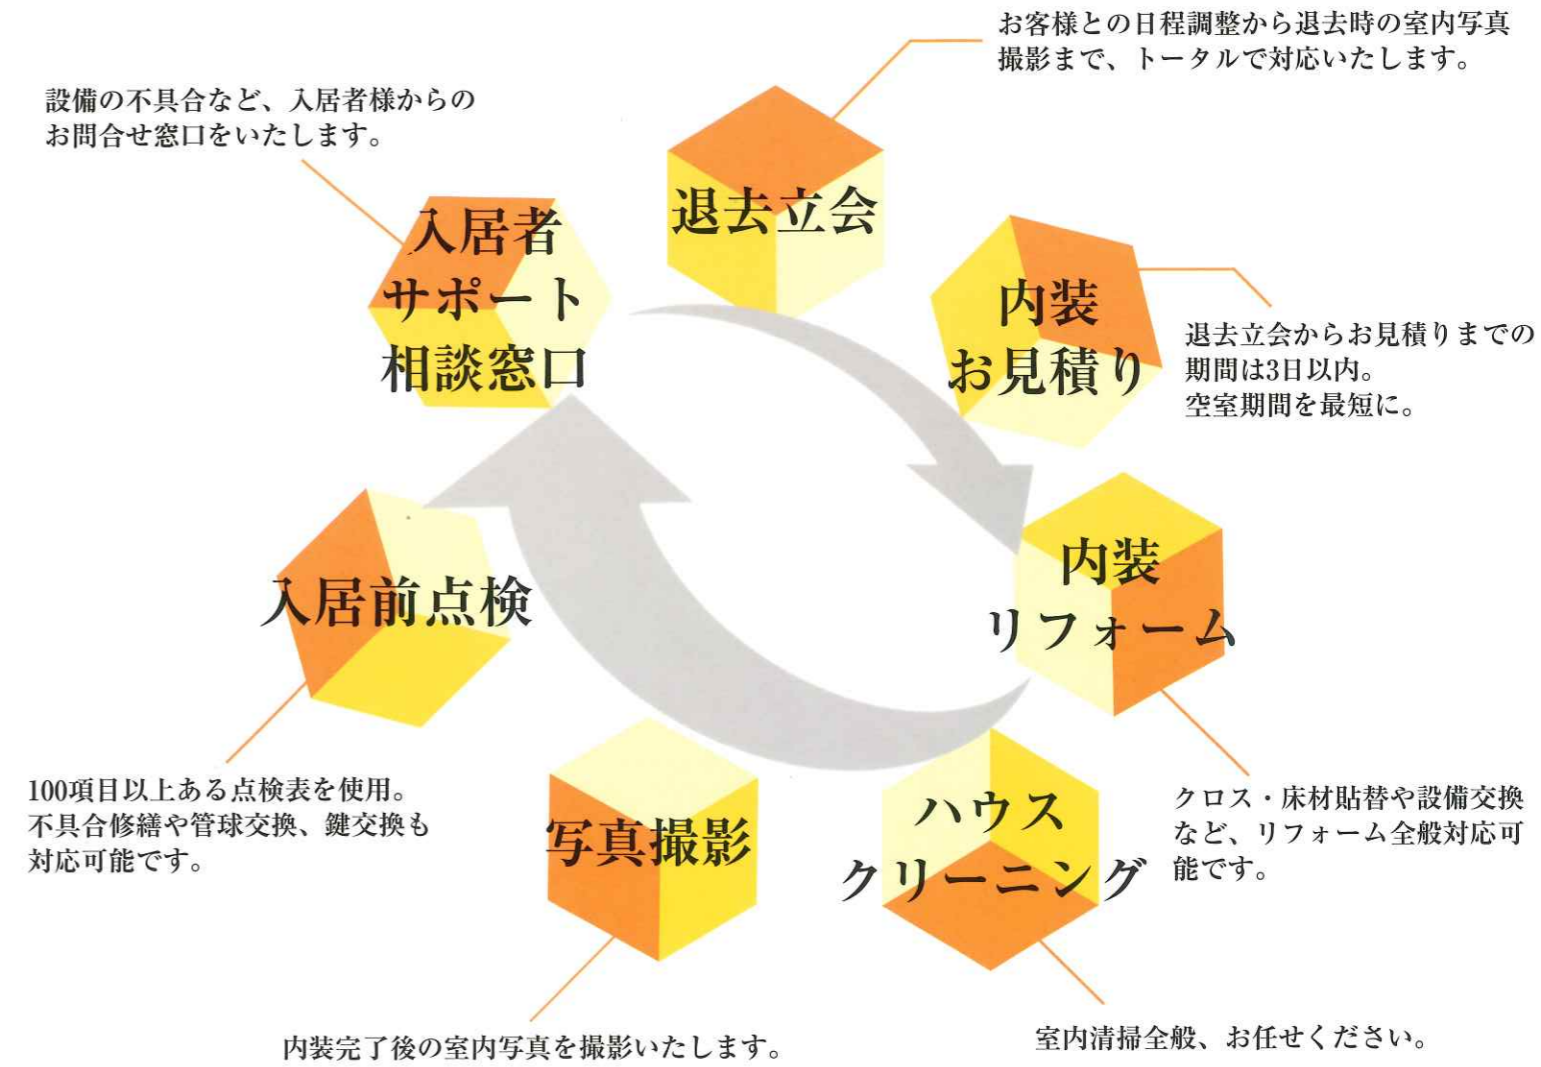 お客様との日程調整から退去時の室内写真
撮影まで、トータルで対応いたします。
退去立会
内装
お見積り
退去立会からお見積りまでの
期間は3日以内。
空室期間を最短に。
内装
リフォーム
クロス・床材貼替や設備交換
など、リフォーム全般対応可
能です。
ハウス
クリーニング
室内清掃全般、お任せください。
写真撮影
内装完了後の室内写真を撮影いたします。
入居前点検
100項目以上ある点検表を使用。
不具合修繕や管球交換、鍵交換も
対応可能です。
入居者
サポート
相談窓口
設備の不具合など、入居者様からの
お問合せ窓口をいたします。